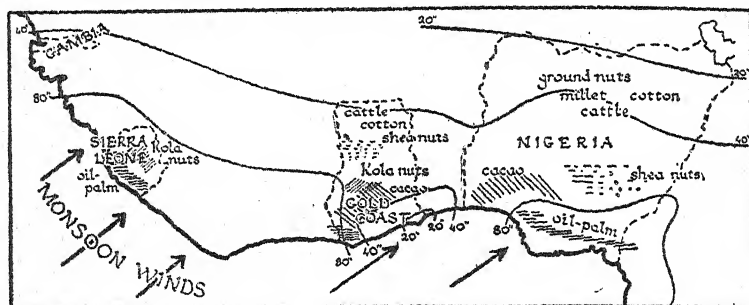 20"
40"
GAMBIA
20"
ground nuts
millet cotton
cattle
80"
cattle
cotton
shea nuts
40"
SIERRA
LEONE
kola
nuts
NIGERIA
oil-
palm
Kola nuts
cacao
cacao
shea nuts
GOLD
COAST
MONSOON WINDS
80"
40"
20"
20"
40"
80"
oil-palm